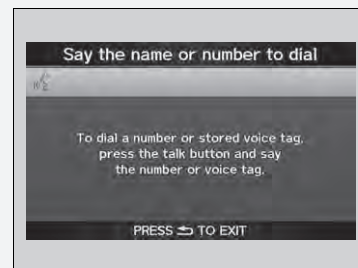 Say the name or number to dial
To dial a number or stored voice tag,
press the talk button and say
the number or voice tag.
PRESS TO EXIT